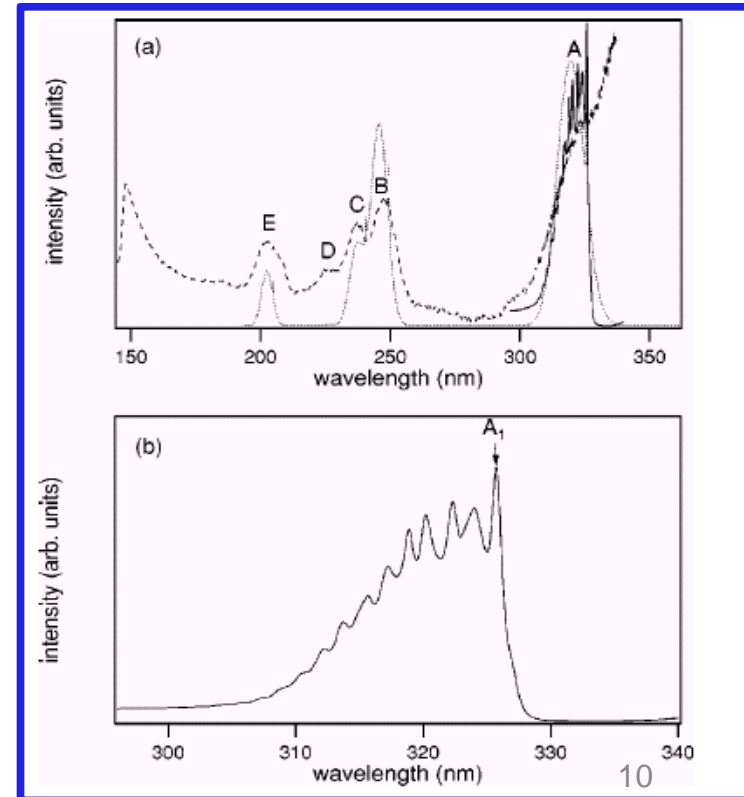 (a)
A
B
C
D
E
intensity (arb. units)
150 200 250 300 350
wavelength (nm)
(b)
A1
intensity (arb. units)
300 310 320 330 340
wavelength (nm)
10